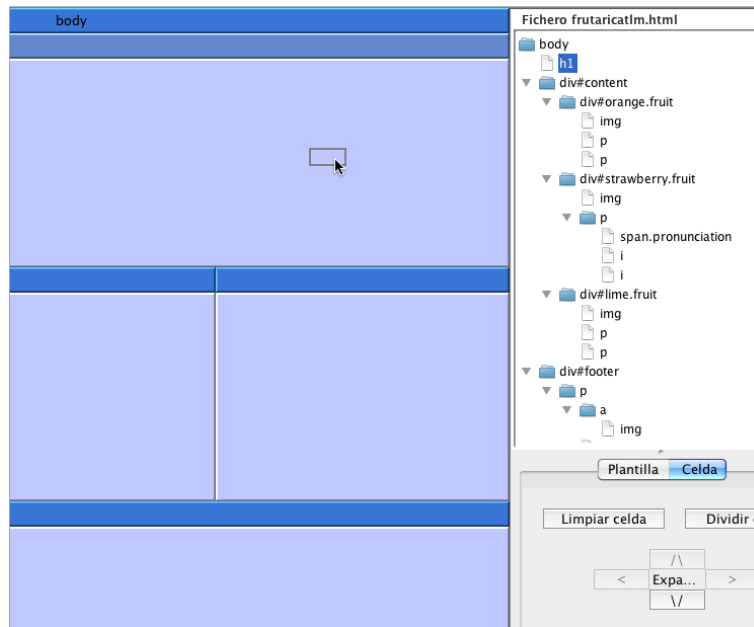 body
Fichero frutaricatlm.html
body
h1
div#content
div#orange.fruit
img
p
p
div#strawberry.fruit
img
p
span.pronunciation
i
i
div#lime.fruit
img
p
p
div#footer
p
a
img
Plantilla Celda
Limpiar celda Dividir
/\
< Expa... >
\/